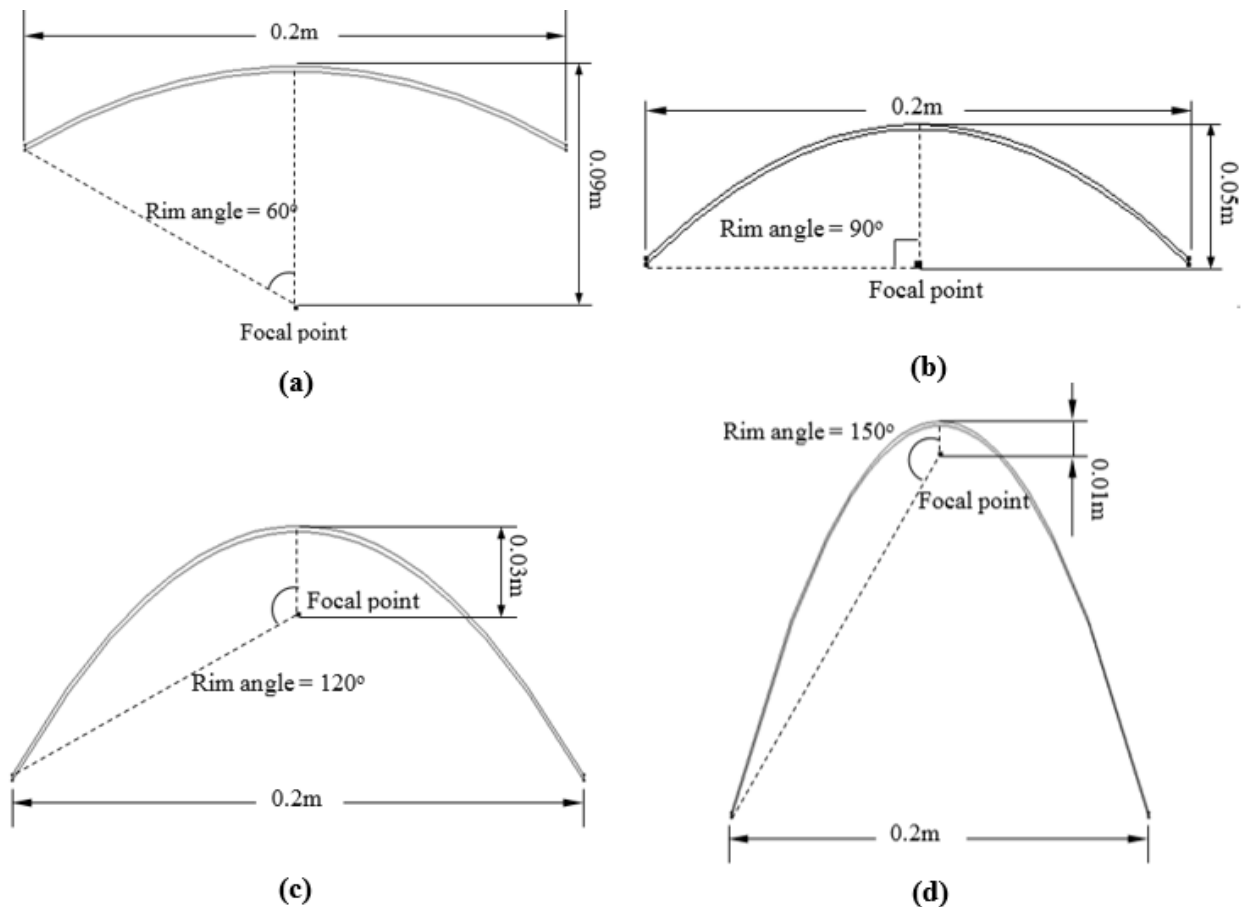 0.2m
0.09m
Rim angle = 60°
Focal point
(a)
0.2m
0.05m
Rim angle = 90°
Focal point
(b)
0.03m
Focal point
Rim angle = 120°
0.2m
(c)
Rim angle = 150°
0.01m
Focal point
0.2m
(d)